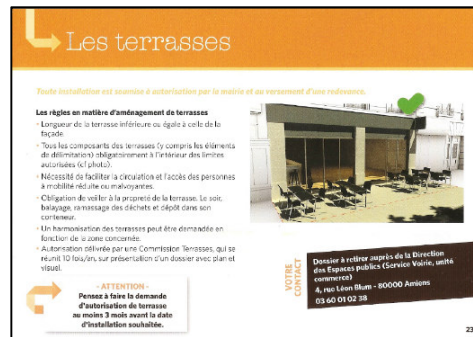 Les terrasses
Toute installation est soumise à autorisation par la mairie et au versement d'une redevance.
Les règles en matière d'aménagement de terrasses
• Longueur de la terrasse inférieure ou égale à celle de la
façade.
• Tous les composants des terrasses (y compris les éléments
de délimitation) obligatoirement à l'intérieur des limites
autorisées (cf photo).
• Nécessité de faciliter la circulation et l'accès des personnes
à mobilité réduite ou malvoyantes.
• Obligation de veiller à la propreté de la terrasse. Le soir,
balayage, ramassage des déchets et dépôt dans son
conteneur.
• Un harmonisation des terrasses peut être demandée en
fonction de la zone concernée.
• Autorisation délivrée par une Commission Terrasses, qui se
réunit 10 fois/an, sur présentation d'un dossier avec plan et
visuel.
- ATTENTION -
Pensez à faire la demande
d'autorisation de terrasse
au moins 3 mois avant la date
d'installation souhaitée.
VOTRE
CONTACT
Dossier à retirer auprès de la Direction
des Espaces publics (Service Voirie, unité
commerce)
4, rue Léon Blum - 80000 Amiens
03 60 01 02 38
23